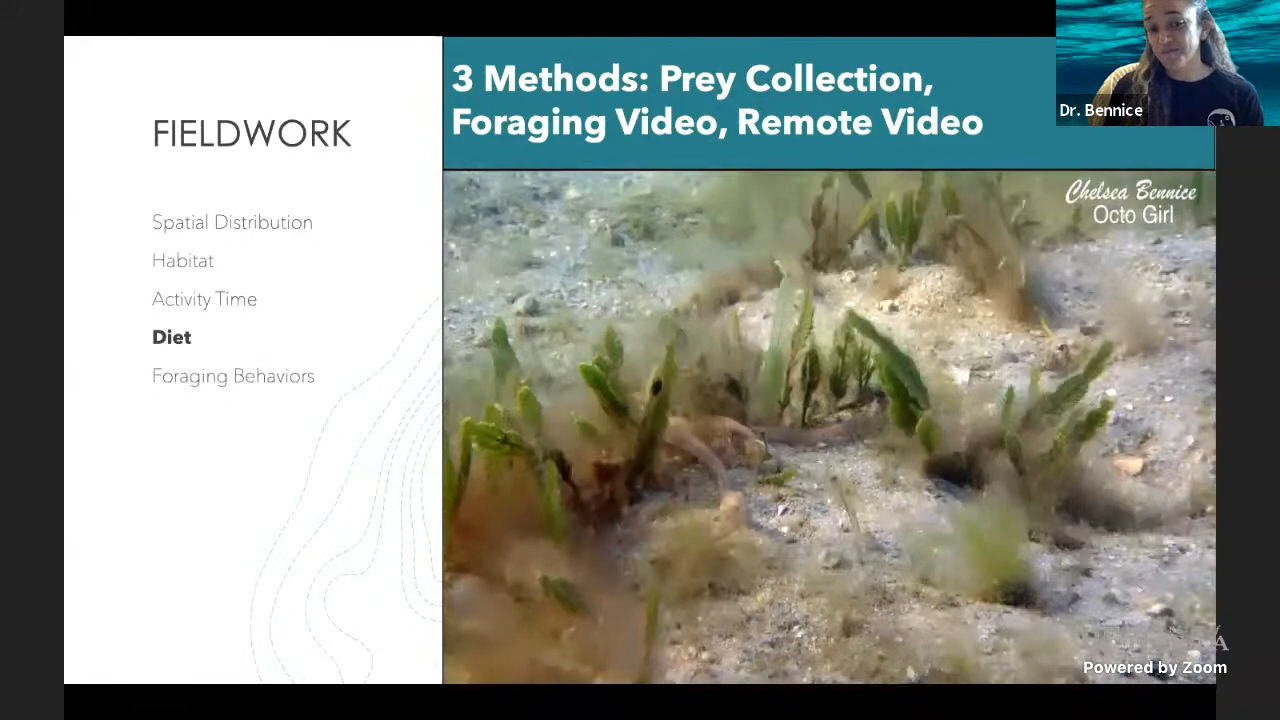 3 Methods: Prey Collection,
Foraging Video, Remote Video
Dr. Bennice
FIELDWORK
Spatial Distribution
Habitat
Activity Time
Diet
Foraging Behaviors
Chelsea Bennice
Octo Girl
Powered by Zoom